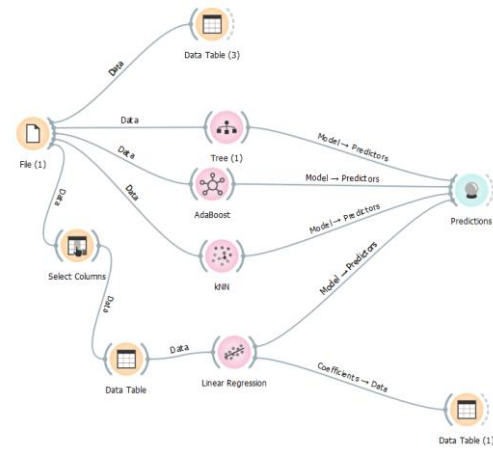 Data
Data Table (3)
Data
Tree (1)
Model → Predictors
File (1)
Data
AdaBoost
Model → Predictors
Predictions
Data
kNN
Model → Predictors
Data
Select Columns
Model → Predictors
Data
Data Table
Data
Linear Regression
Coefficients → Data
Data Table (1)